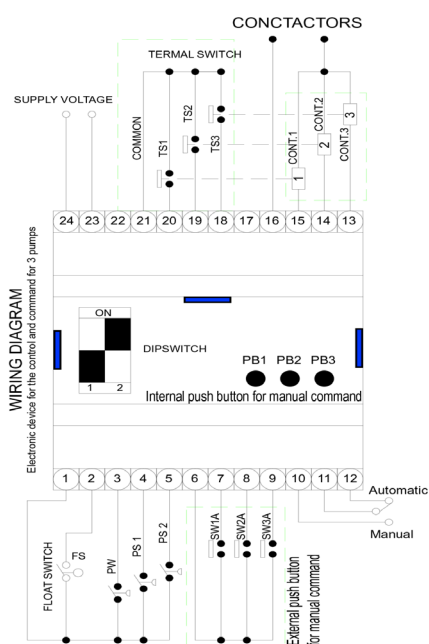 CONCTACTORS
TERMAL SWITCH
SUPPLY VOLTAGE
COMMON
TS1
TS2
TS3
CONT.1
CONT.2
CONT.3
1
2
3
24 23 22 21 20 19 18 17 16 15 14 13
WIRING DIAGRAM
Electronic device for the control and command for 3 pumps
ON
1 2
DIPSWITCH
PB1 PB2 PB3
Internal push button for manual command
1 2 3 4 5 6 7 8 9 10 11 12
Automatic
Manual
FLOAT SWITCH
FS
PW
PS 1
PS 2
SW1A
SW2A
SW3A
External push button
for manual command